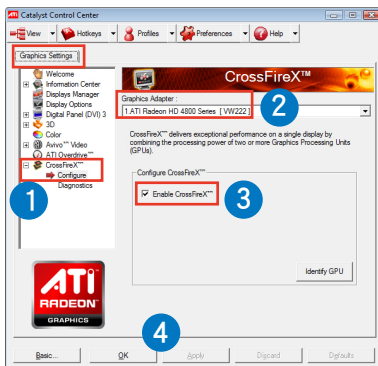 ATI Catalyst Control Center
View Hotkeys Profiles Preferences Help
Graphics Settings
Welcome
Information Center
Displays Manager
Display Options
Digital Panel (DVI) 3
3D
Color
Avivo™ Video
ATI Overdrive™
CrossFireX™
Configure
Diagnostics
1
CrossFireX™
Graphics Adapter :
1.ATI Radeon HD 4800 Series [ VW222 ]
2
CrossFireX™ delivers exceptional performance on a single display by
combining the processing power of two or more Graphics Processing Units
(GPUs).
Configure CrossFireX™
Enable CrossFireX™
3
Identify GPU
ATI
RADEON
GRAPHICS
4
Basic... OK Apply Discard Defaults